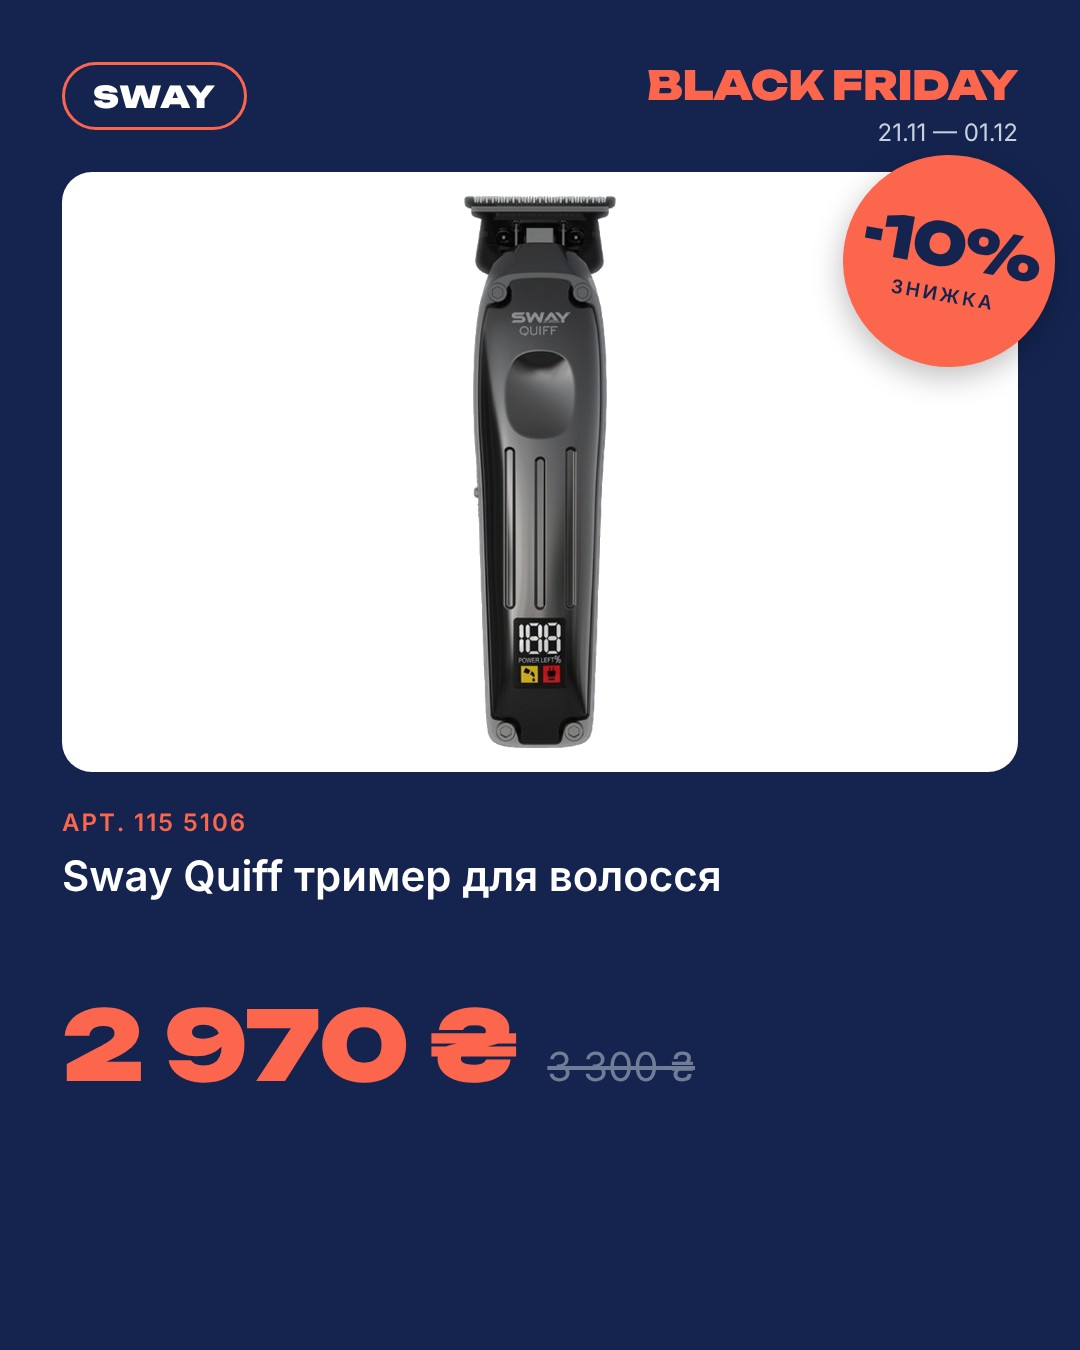 SWAY
BLACK FRIDAY
21.11 — 01.12
-10%
ЗНИЖКА
SWAY
QUIFF
188
POWER LEFT%
АРТ. 115 5106
Sway Quiff тример для волосся
2 970 ₴
3 300 ₴